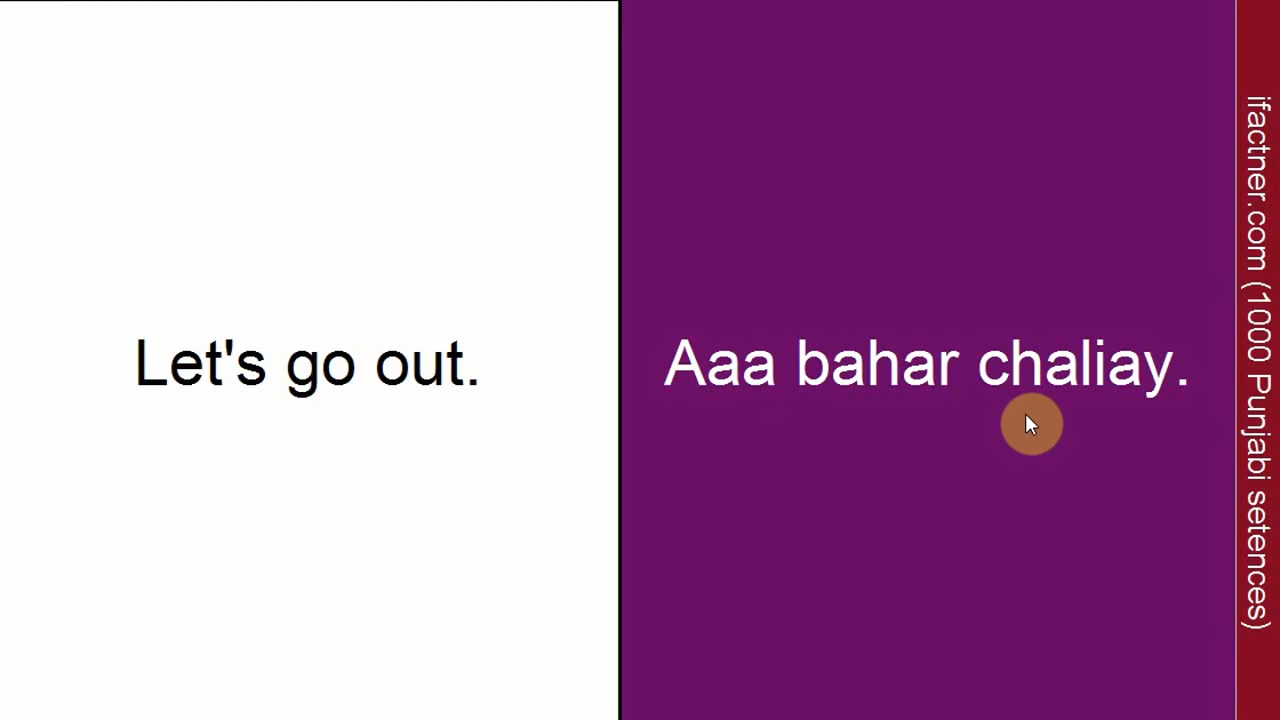 Let's go out.
Aaa bahar chaliay.
ifactner.com (1000 Punjabi setences)